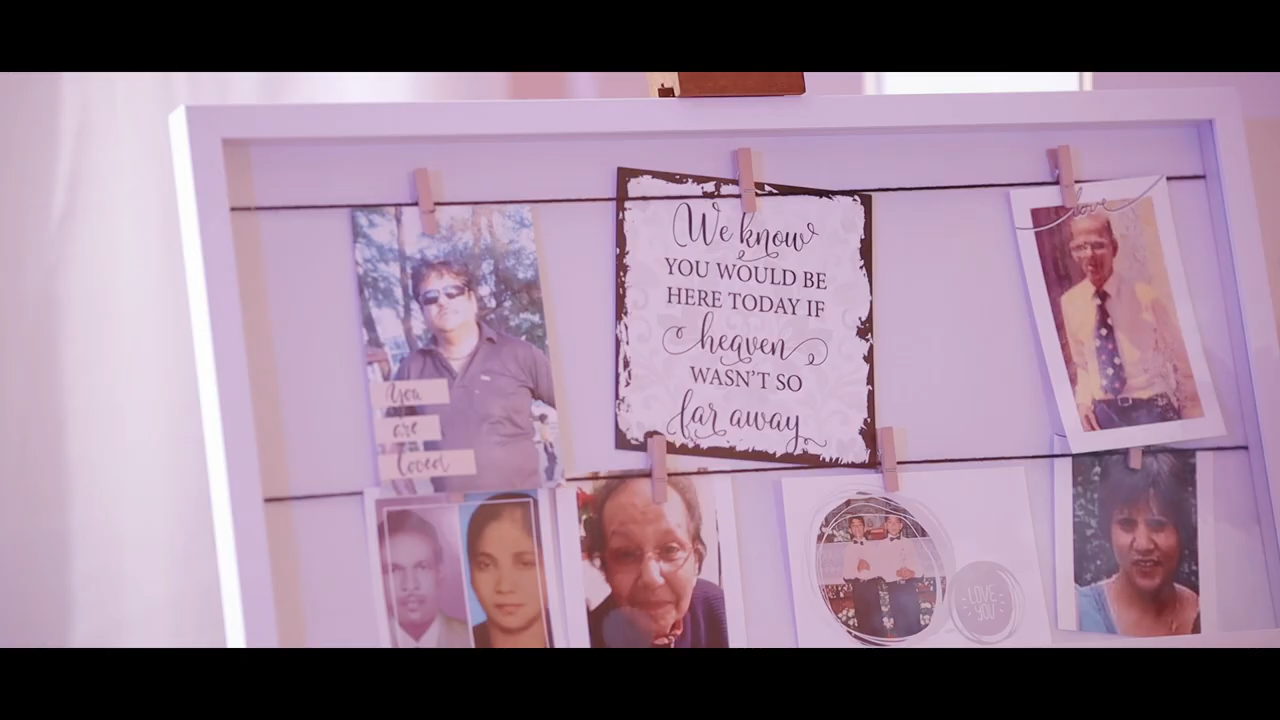 We know
YOU WOULD BE
HERE TODAY IF
heaven
WASN'T SO
far away
love
You
are
loved
LOVE
YOU